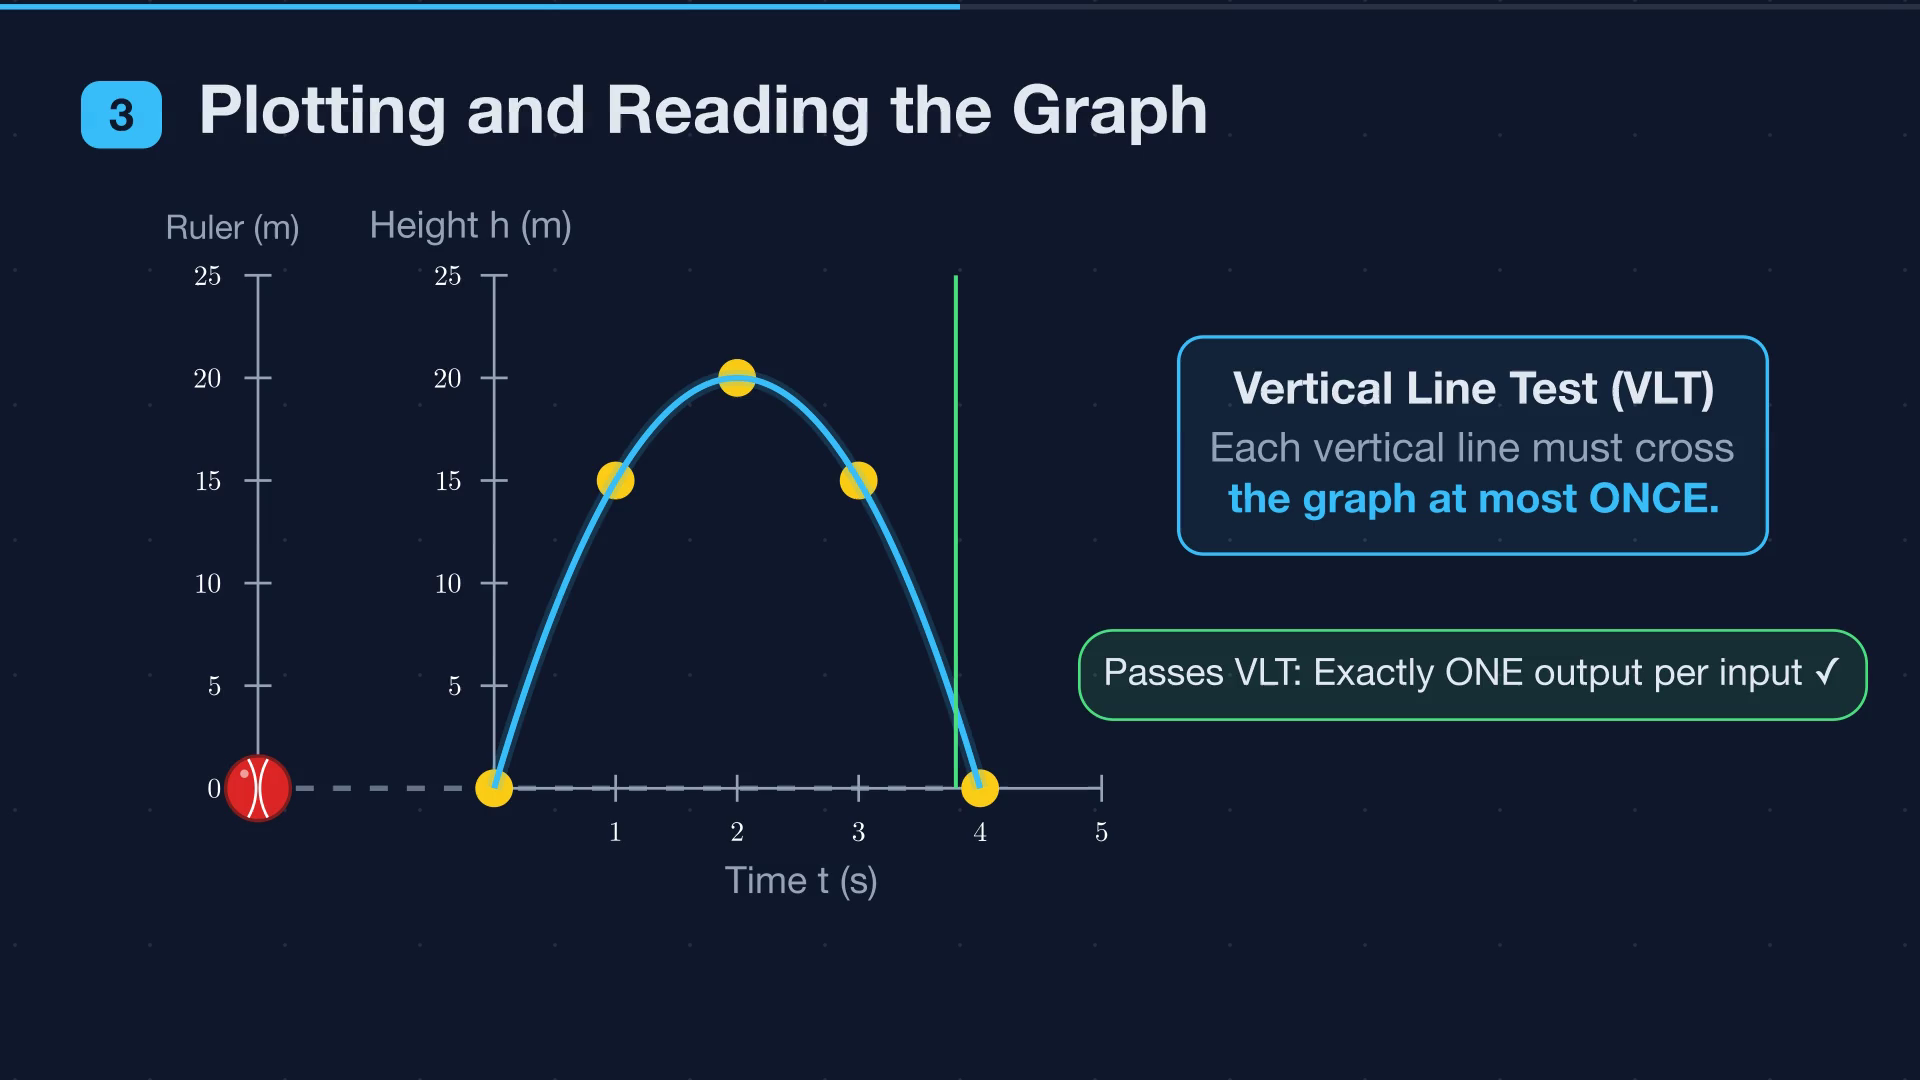 3 Plotting and Reading the Graph
Ruler (m)
25
20
15
10
5
0
Height h (m)
25
20
15
10
5
1 2 3 4 5
Time t (s)
Vertical Line Test (VLT)
Each vertical line must cross
the graph at most ONCE.
Passes VLT: Exactly ONE output per input ✓